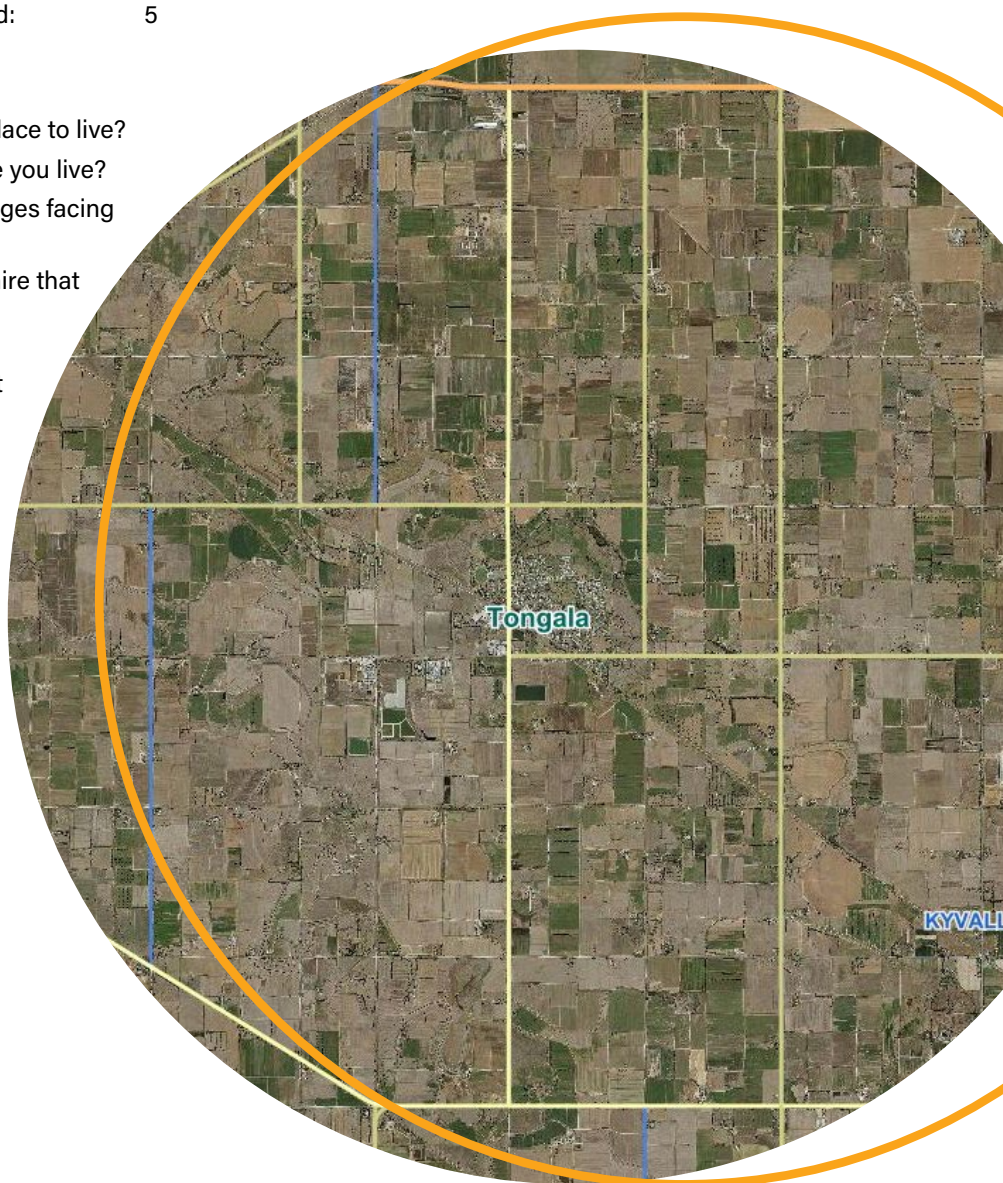 d: 5
lace to live?
e you live?
ges facing
ire that
t
Tongala
KYVALL